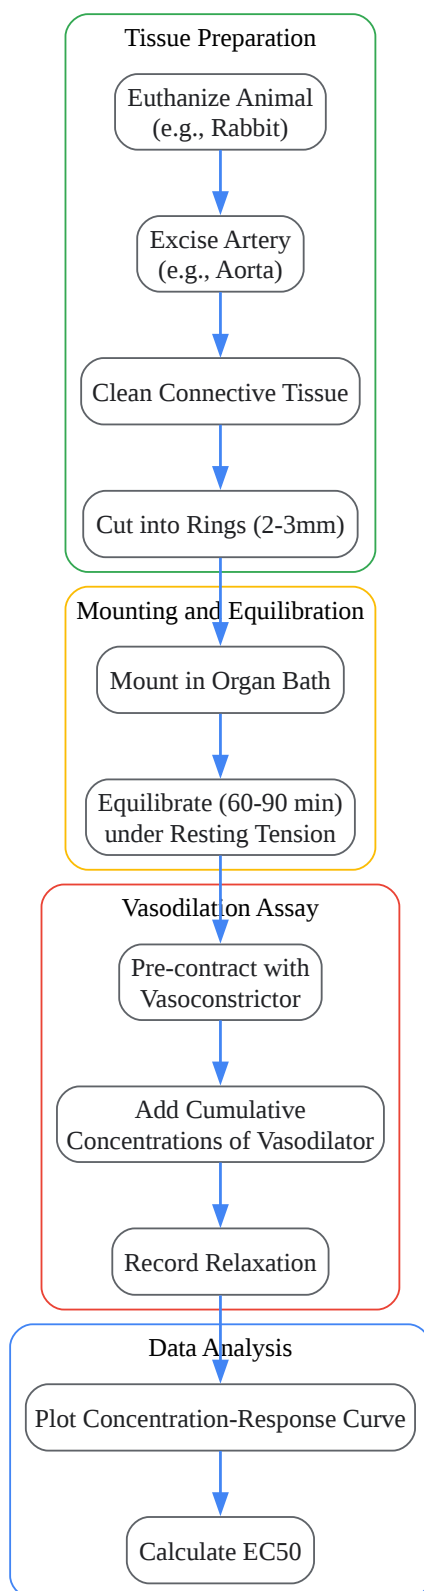 Tissue Preparation
Euthanize Animal
(e.g., Rabbit)
Excise Artery
(e.g., Aorta)
Clean Connective Tissue
Cut into Rings (2-3mm)
Mounting and Equilibration
Mount in Organ Bath
Equilibrate (60-90 min)
under Resting Tension
Vasodilation Assay
Pre-contract with
Vasoconstrictor
Add Cumulative
Concentrations of Vasodilator
Record Relaxation
Data Analysis
Plot Concentration-Response Curve
Calculate EC50